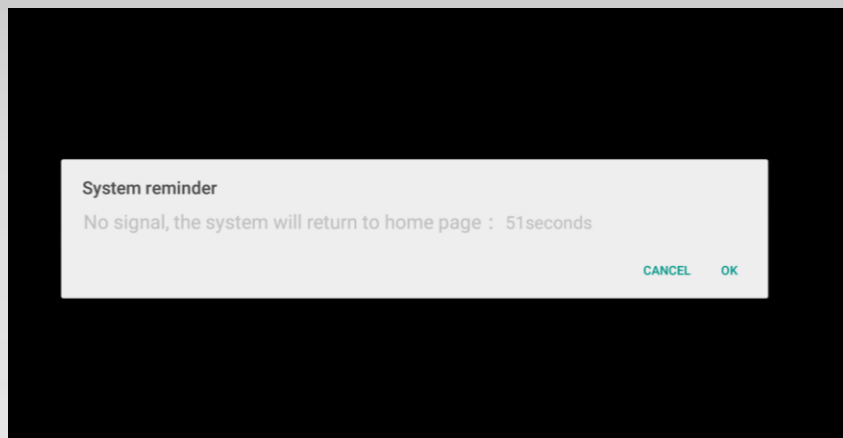 System reminder
No signal, the system will return to home page： 51seconds
CANCEL OK